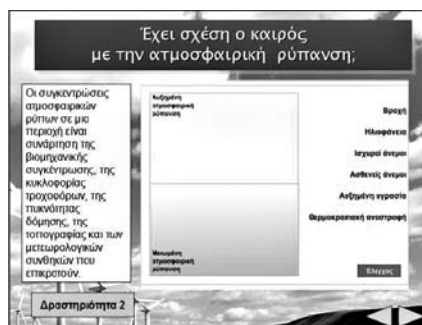 Έχει σχέση ο καιρός
με την ατμοσφαιρική ρύπανση;
Οι συγκεντρώσεις
ατμοσφαιρικών
ρύπων σε μια
περιοχή είναι
συνάρτηση της
βιομηχανικής
συγκέντρωσης, της
κυκλοφορίας
τροχοφόρων, της
πυκνότητας
δόμησης, της
τοπογραφίας και των
μετεωρολογικών
συνθηκών που
επικρατούν.
Αυξημένη
ατμοσφαιρική
ρύπανση
Μειωμένη
ατμοσφαιρική
ρύπανση
Βροχή
Ηλιοφάνεια
Ισχυροί άνεμοι
Ασθενείς άνεμοι
Αυξημένη υγρασία
Θερμοκρασιακή αναστροφή
Έλεγχος
Δραστηριότητα 2